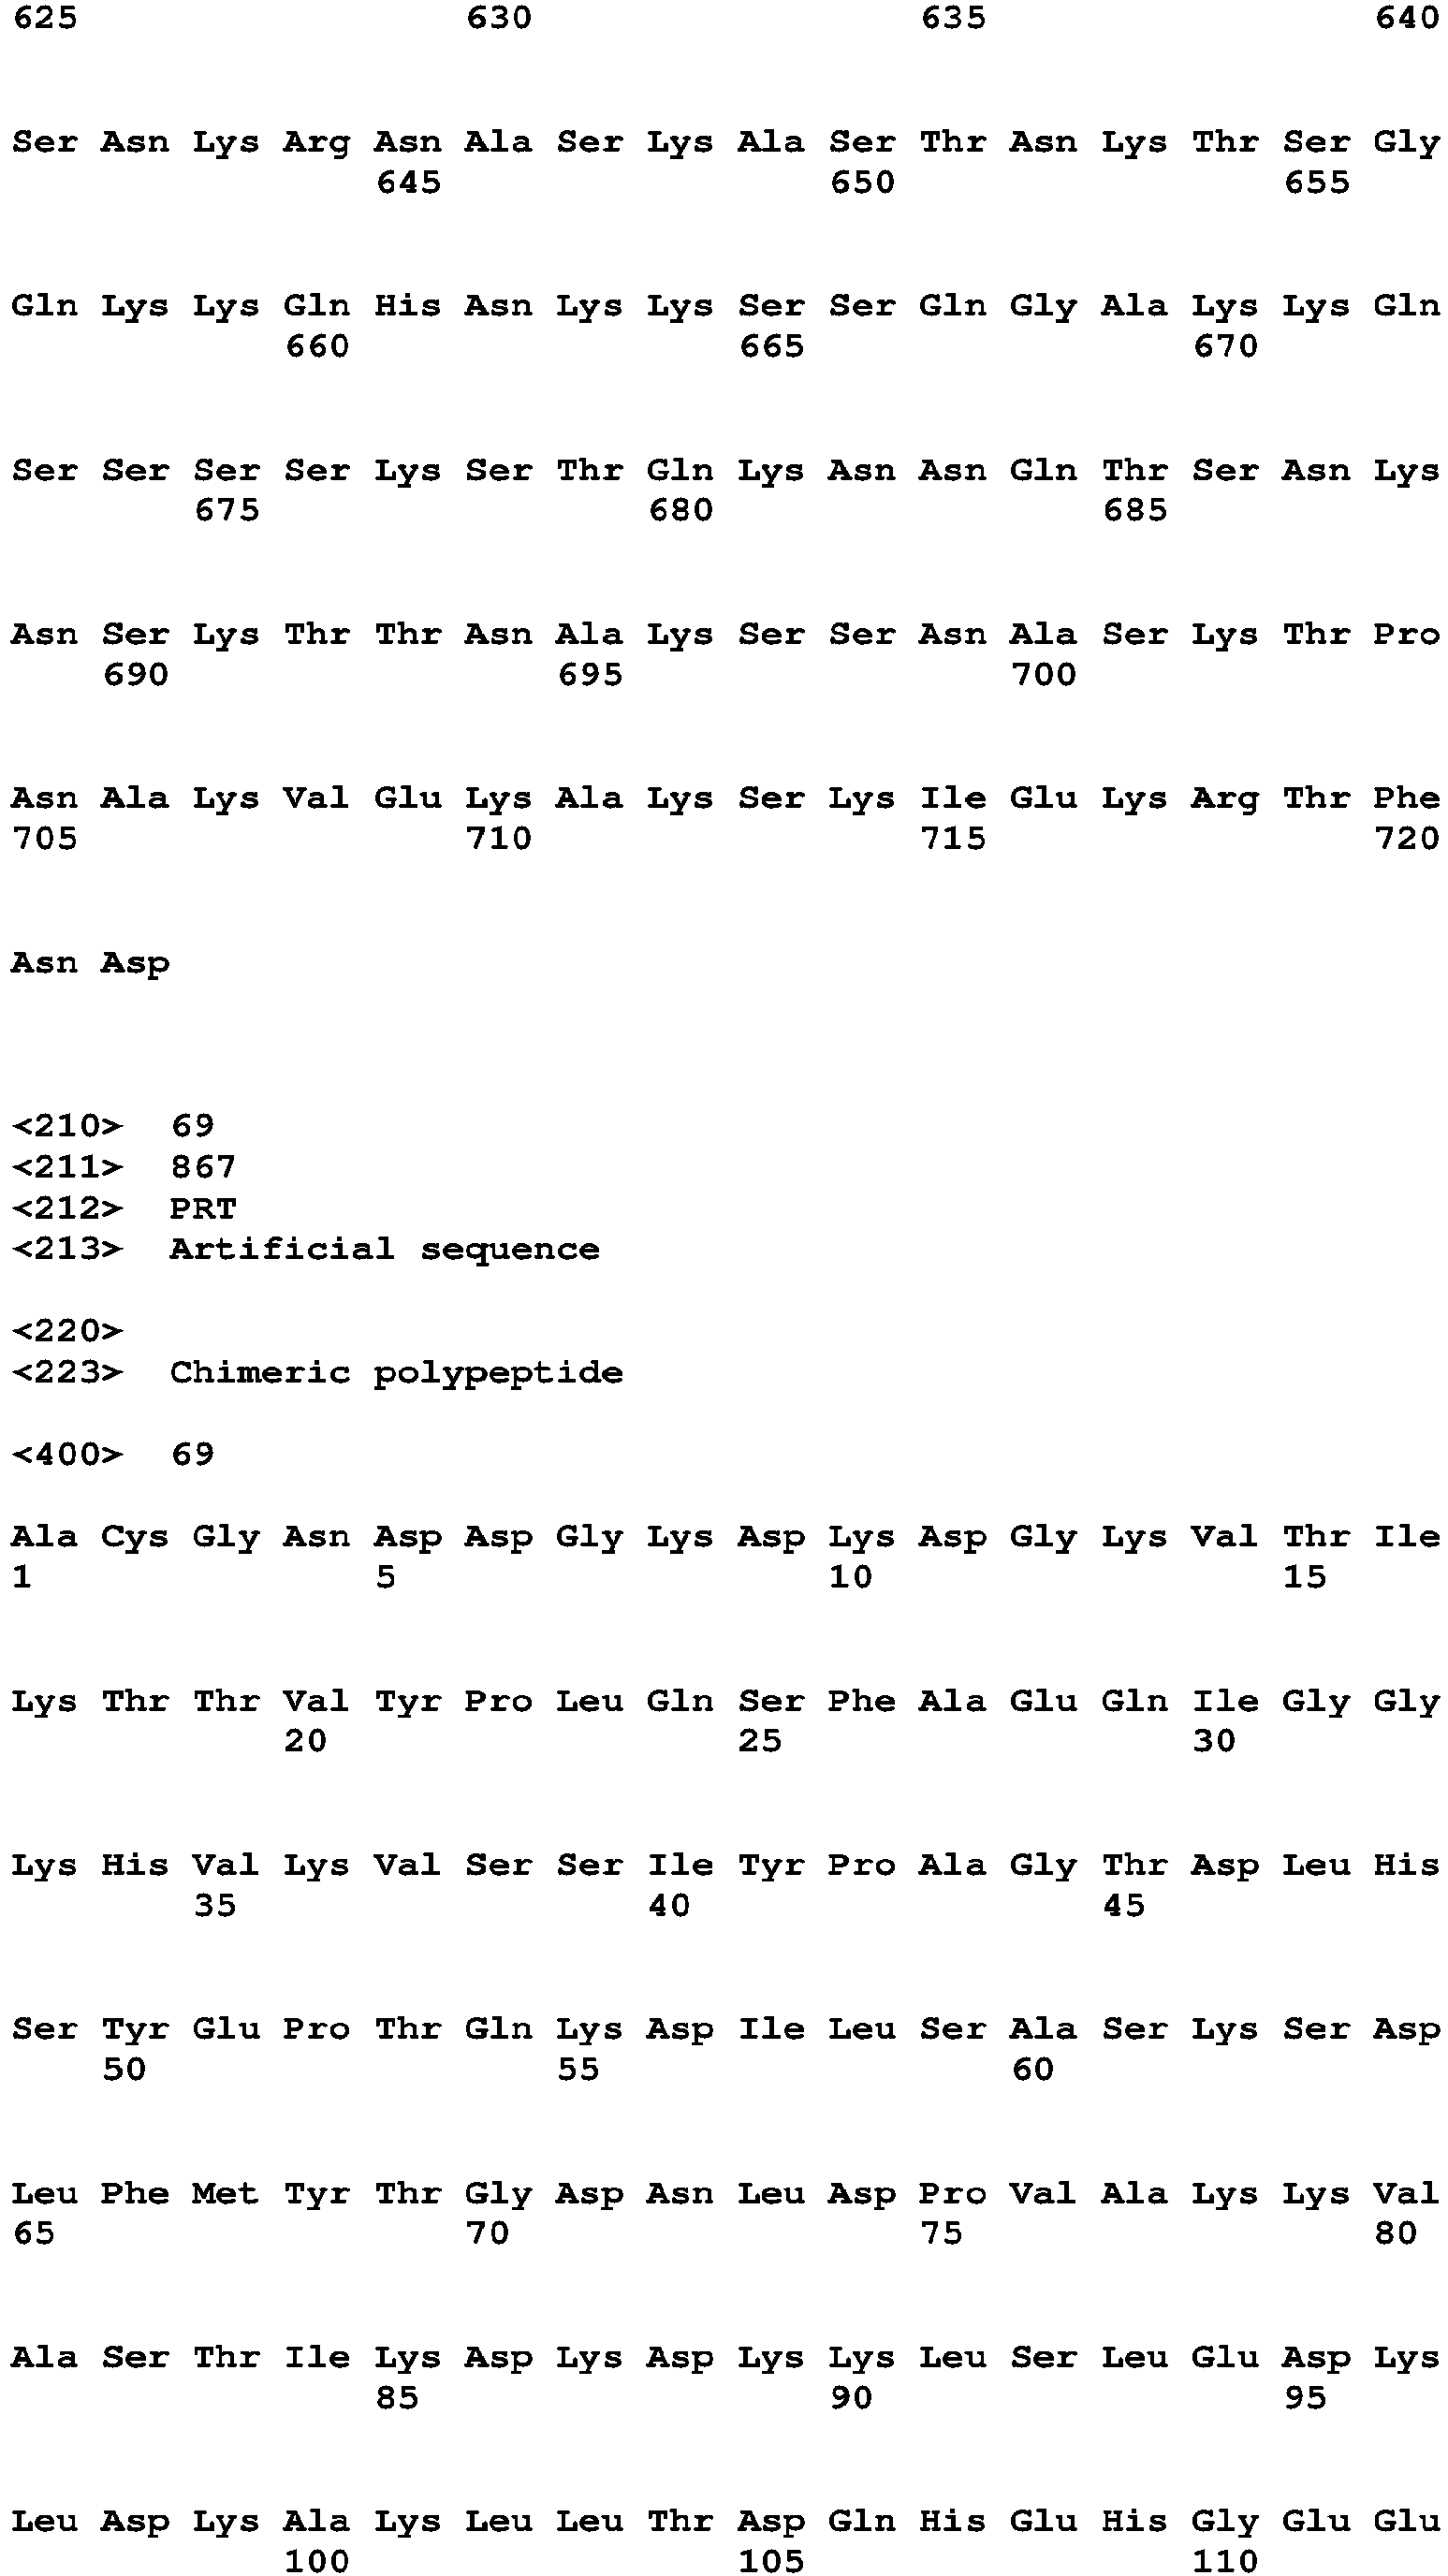 625 630 635 640
Ser Asn Lys Arg Asn Ala Ser Lys Ala Ser Thr Asn Lys Thr Ser Gly
645 650 655
Gln Lys Lys Gln His Asn Lys Lys Ser Ser Gln Gly Ala Lys Lys Gln
660 665 670
Ser Ser Ser Ser Lys Ser Thr Gln Lys Asn Asn Gln Thr Ser Asn Lys
675 680 685
Asn Ser Lys Thr Thr Asn Ala Lys Ser Ser Asn Ala Ser Lys Thr Pro
690 695 700
Asn Ala Lys Val Glu Lys Ala Lys Ser Lys Ile Glu Lys Arg Thr Phe
705 710 715 720
Asn Asp
<210> 69
<211> 867
<212> PRT
<213> Artificial sequence
<220>
<223> Chimeric polypeptide
<400> 69
Ala Cys Gly Asn Asp Asp Gly Lys Asp Lys Asp Gly Lys Val Thr Ile
1 5 10 15
Lys Thr Thr Val Tyr Pro Leu Gln Ser Phe Ala Glu Gln Ile Gly Gly
20 25 30
Lys His Val Lys Val Ser Ser Ile Tyr Pro Ala Gly Thr Asp Leu His
35 40 45
Ser Tyr Glu Pro Thr Gln Lys Asp Ile Leu Ser Ala Ser Lys Ser Asp
50 55 60
Leu Phe Met Tyr Thr Gly Asp Asn Leu Asp Pro Val Ala Lys Lys Val
65 70 75 80
Ala Ser Thr Ile Lys Asp Lys Asp Lys Lys Leu Ser Leu Glu Asp Lys
85 90 95
Leu Asp Lys Ala Lys Leu Leu Thr Asp Gln His Glu His Gly Glu Glu
100 105 110